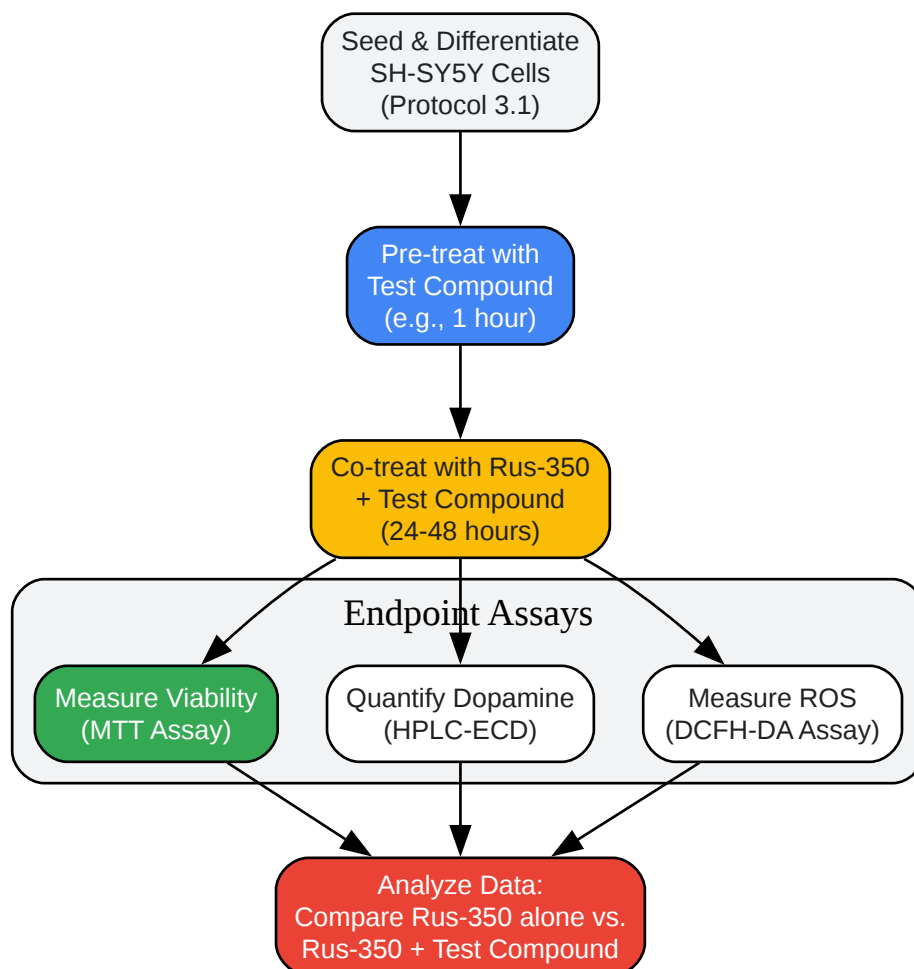 Seed & Differentiate
SH-SY5Y Cells
(Protocol 3.1)
Pre-treat with
Test Compound
(e.g., 1 hour)
Co-treat with Rus-350
+ Test Compound
(24-48 hours)
Endpoint Assays
Measure Viability
(MTT Assay)
Quantify Dopamine
(HPLC-ECD)
Measure ROS
(DCFH-DA Assay)
Analyze Data:
Compare Rus-350 alone vs.
Rus-350 + Test Compound